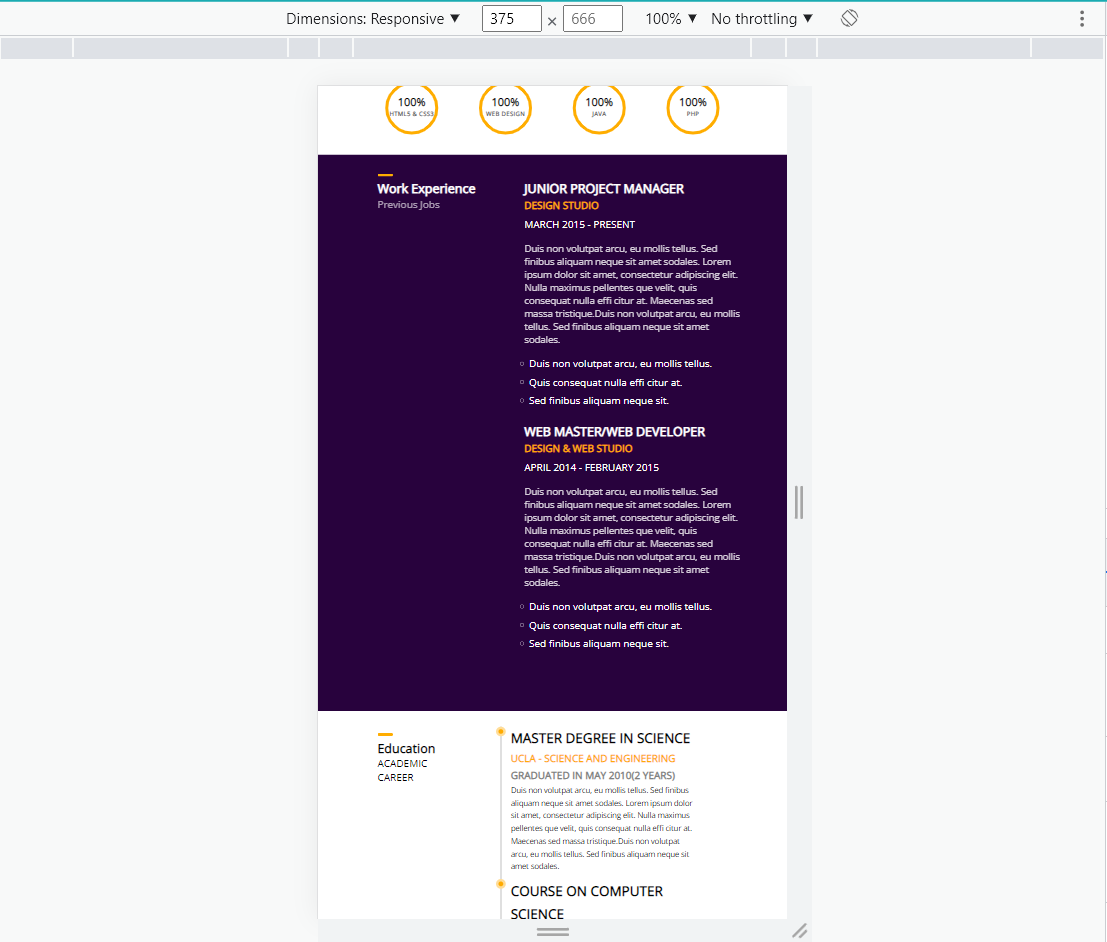 Dimensions: Responsive ▼ 375 × 666 100% ▼ No throttling ▼
100% 100% 100% 100%
HTML5 & CSS3 WEB DESIGN JAVA PHP
Work Experience
Previous Jobs
JUNIOR PROJECT MANAGER
DESIGN STUDIO
MARCH 2015 - PRESENT
Duis non volutpat arcu, eu mollis tellus. Sed
finibus aliquam neque sit amet sodales. Lorem
ipsum dolor sit amet, consectetur adipiscing elit.
Nulla maximus pellentes que velit, quis
consequat nulla effi citur at. Maecenas sed
massa tristique.Duis non volutpat arcu, eu mollis
tellus. Sed finibus aliquam neque sit amet
sodales.
Duis non volutpat arcu, eu mollis tellus.
Quis consequat nulla effi citur at.
Sed finibus aliquam neque sit.
WEB MASTER/WEB DEVELOPER
DESIGN & WEB STUDIO
APRIL 2014 - FEBRUARY 2015
Duis non volutpat arcu, eu mollis tellus. Sed
finibus aliquam neque sit amet sodales. Lorem
ipsum dolor sit amet, consectetur adipiscing elit.
Nulla maximus pellentes que velit, quis
consequat nulla effi citur at. Maecenas sed
massa tristique.Duis non volutpat arcu, eu mollis
tellus. Sed finibus aliquam neque sit amet
sodales.
Duis non volutpat arcu, eu mollis tellus.
Quis consequat nulla effi citur at.
Sed finibus aliquam neque sit.
Education
ACADEMIC
CAREER
MASTER DEGREE IN SCIENCE
UCLA - SCIENCE AND ENGINEERING
GRADUATED IN MAY 2010(2 YEARS)
Duis non volutpat arcu, eu mollis tellus. Sed finibus
aliquam neque sit amet sodales. Lorem ipsum dolor
sit amet, consectetur adipiscing elit. Nulla maximus
pellentes que velit, quis consequat nulla effi citur at.
Maecenas sed massa tristique.Duis non volutpat
arcu, eu mollis tellus. Sed finibus aliquam neque sit
amet sodales.
COURSE ON COMPUTER
SCIENCE